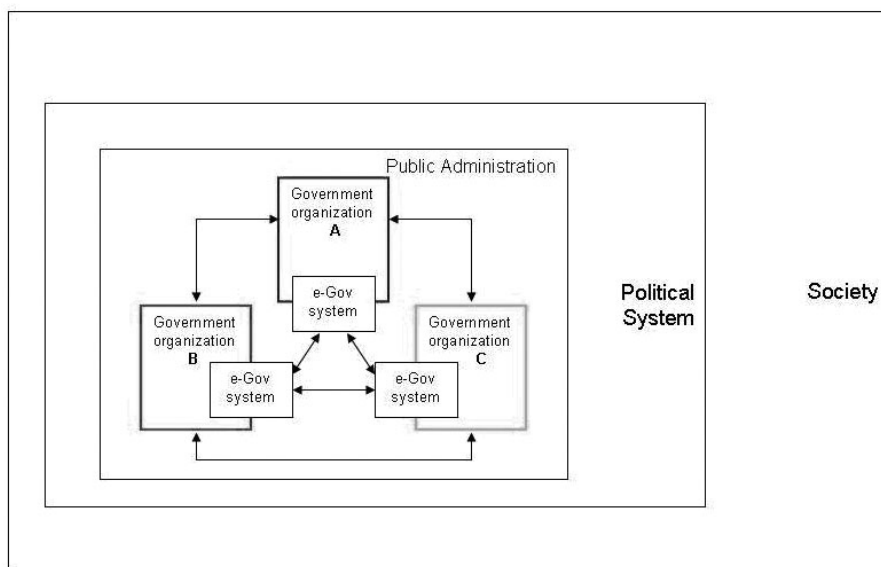 Public Administration
Government
organization
A
e-Gov
system
Government
organization
B
e-Gov
system
Government
organization
C
e-Gov
system
Political
System
Society